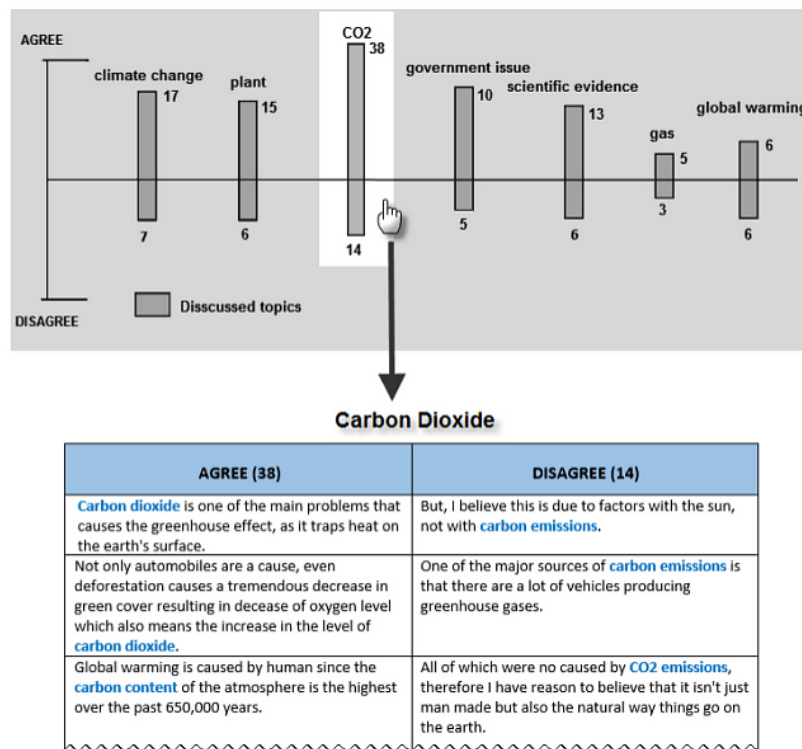 AGREE
CO2
38
climate change
17
plant
15
government issue
10
scientific evidence
13
gas
5
global warming
6
7
6
14
5
6
3
6
Disscussed topics
DISAGREE
Carbon Dioxide
AGREE (38)
DISAGREE (14)
Carbon dioxide is one of the main problems that
causes the greenhouse effect, as it traps heat on
the earth's surface.
But, I believe this is due to factors with the sun,
not with carbon emissions.
Not only automobiles are a cause, even
deforestation causes a tremendous decrease in
green cover resulting in decease of oxygen level
which also means the increase in the level of
carbon dioxide.
One of the major sources of carbon emissions is
that there are a lot of vehicles producing
greenhouse gases.
Global warming is caused by human since the
carbon content of the atmosphere is the highest
over the past 650,000 years.
All of which were no caused by CO2 emissions,
therefore I have reason to believe that it isn't just
man made but also the natural way things go on
the earth.